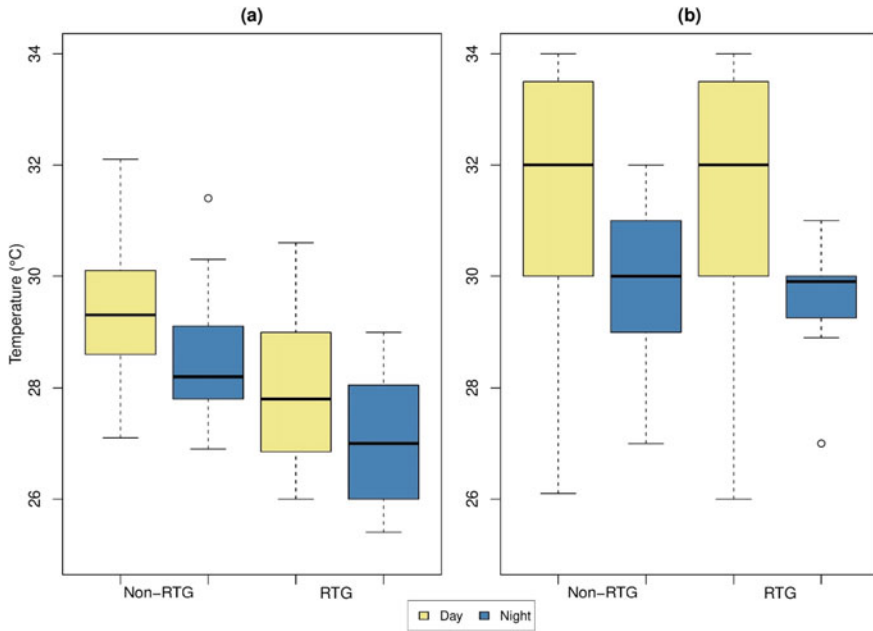 (a)
(b)
Temperature (°C)
34
32
30
28
26
34
32
30
28
26
Non−RTG
RTG
Non−RTG
RTG
Day
Night